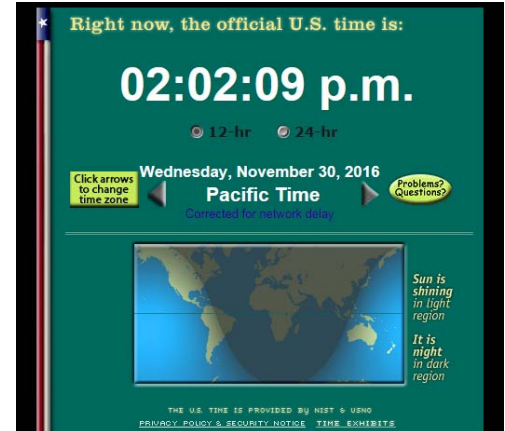 Right now, the official U.S. time is:
02:02:09 p.m.
12-hr 24-hr
Click arrows
to change
time zone
Wednesday, November 30, 2016
Pacific Time
Corrected for network delay
Problems?
Questions?
Sun is
shining
in light
region
It is
night
in dark
region
THE U.S. TIME IS PROVIDED BY NIST & USNO
PRIVACY POLICY & SECURITY NOTICE TIME EXHIBITS